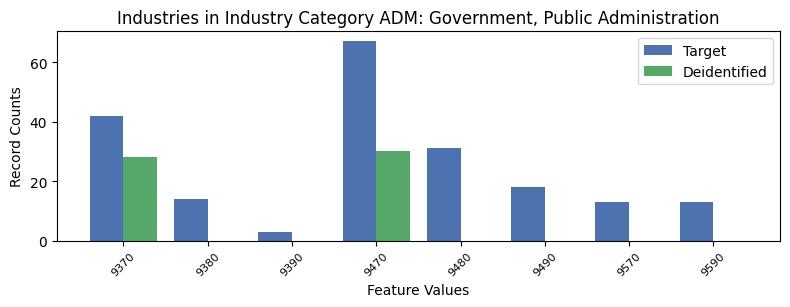 Industries in Industry Category ADM: Government, Public Administration
Target
Deidentified
Record Counts
60
40
20
0
9370 9380 9390 9470 9480 9490 9570 9590
Feature Values